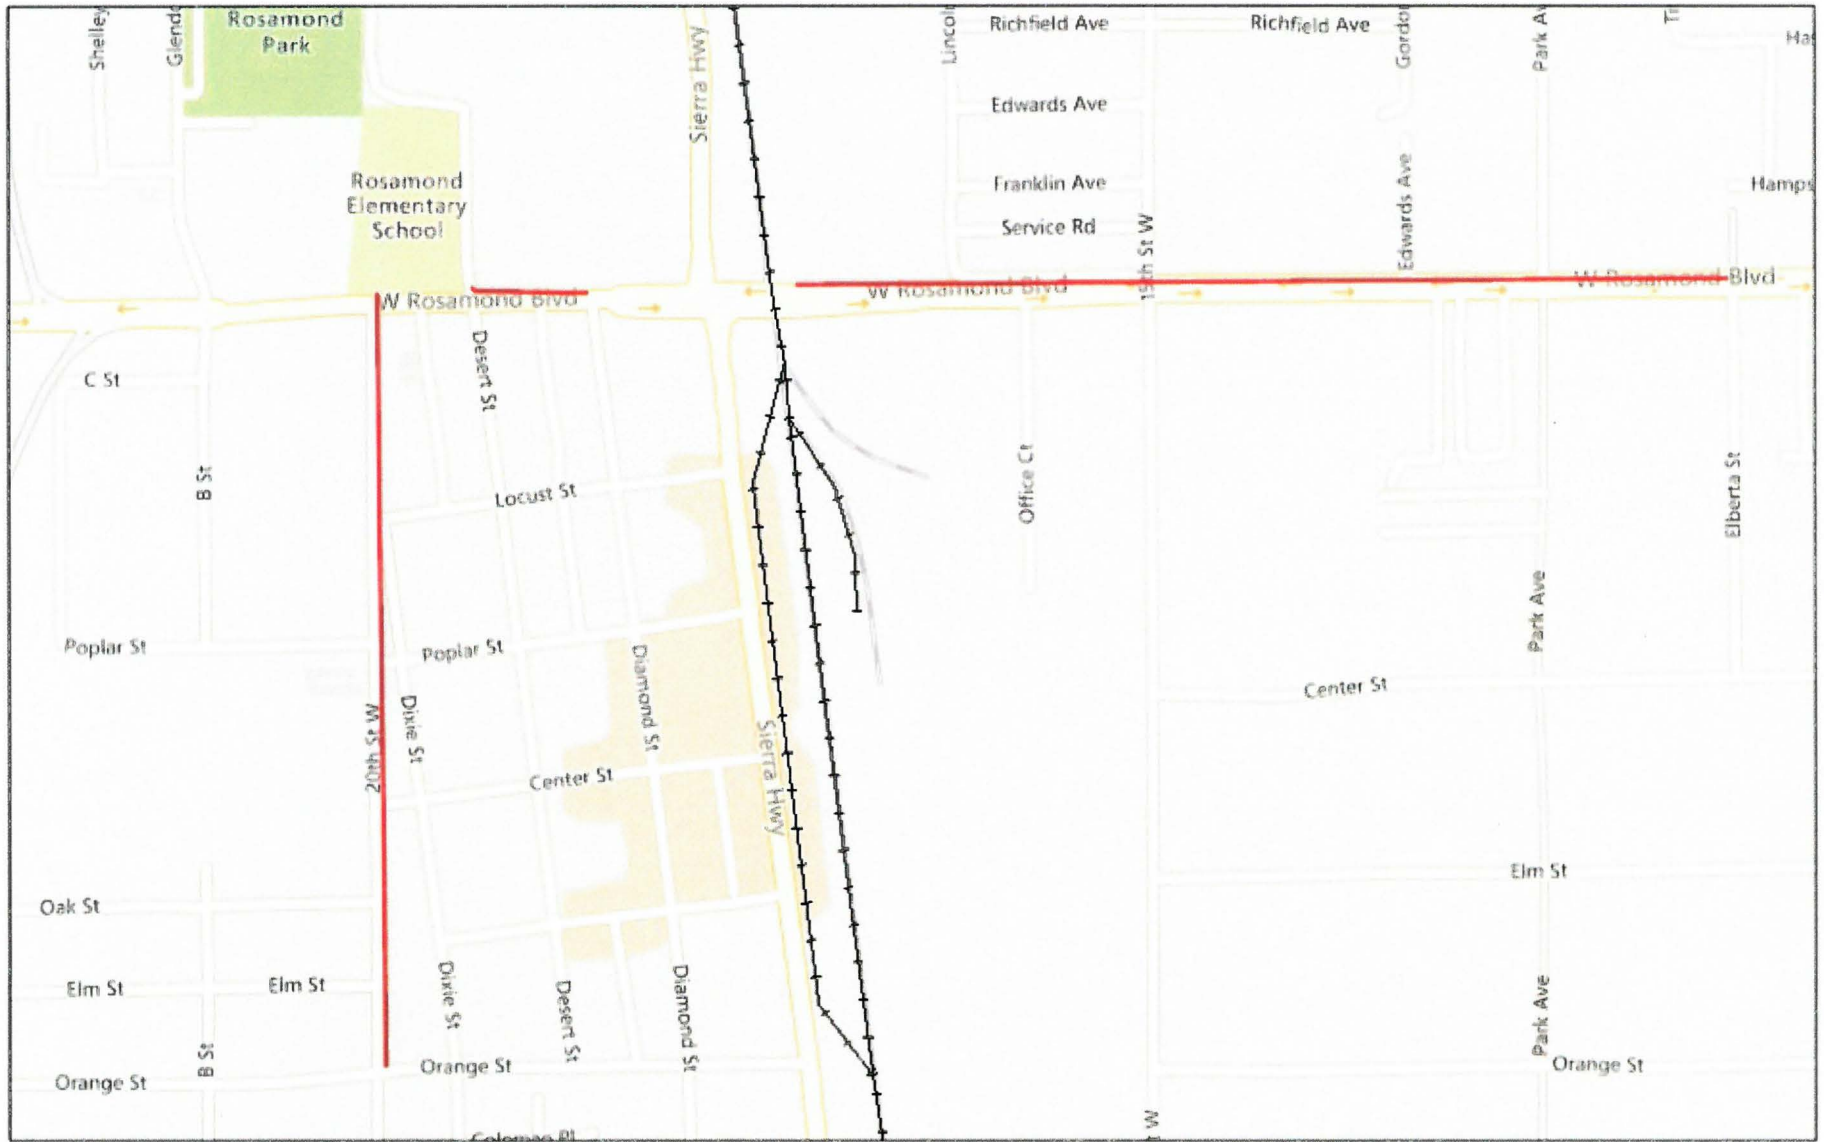 Shelley
Rosamond
Park
Sierra Hwy
Richfield Ave
Richfield Ave
Park
Edwards Ave
Rosamond
Elementary
School
Franklin Ave
Service Rd
15th St W
Edwards Ave
W Rosamond Blvd
W Rosamond Blvd
W Rosamond Blvd
C St
Desert St
B St
Locust St
Office Ct
Elberta St
Poplar St
Poplar St
Diamond St
Park Ave
Center St
20th St W
Dixie St
Center St
Sierra Hwy
Elm St
Oak St
Elm St
Elm St
Dixie St
Desert St
Diamond St
Park Ave
B St
Orange St
Orange St
Orange St